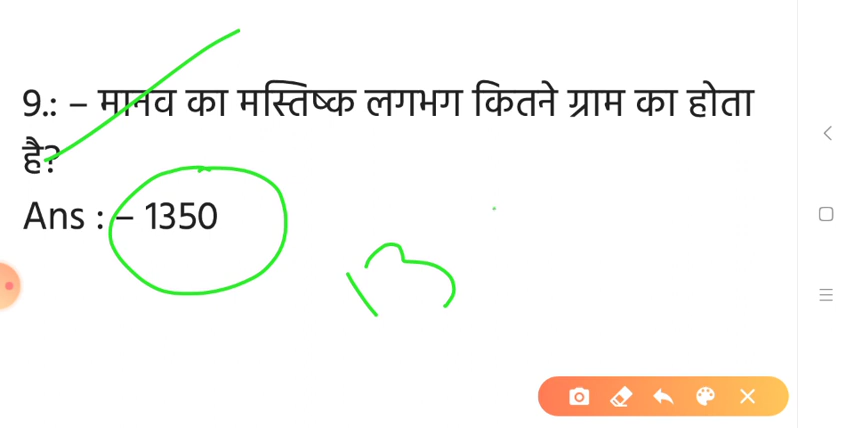 9.: – मानव का मस्तिष्क लगभग कितने ग्राम का होता
है?
Ans : – 1350